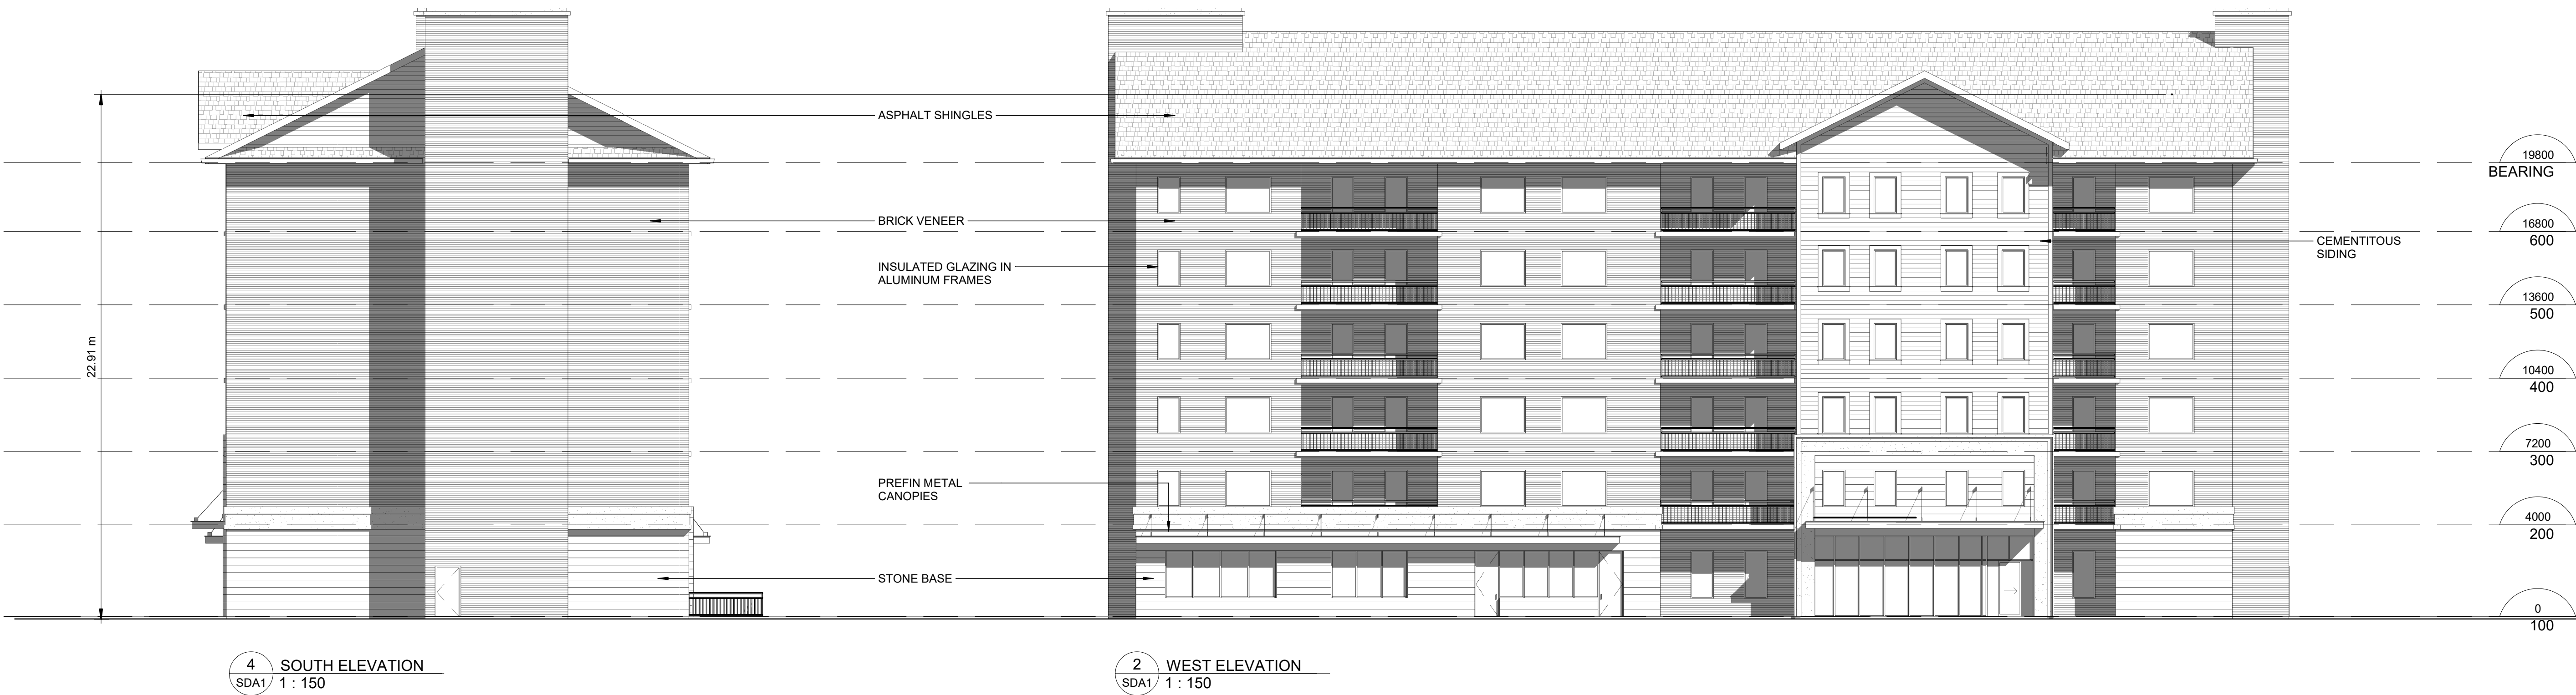 ASPHALT SHINGLES
19800
BEARING
BRICK VENEER
16800
600
CEMENTITOUS
SIDING
INSULATED GLAZING IN
ALUMINUM FRAMES
13600
500
22.91 m
10400
400
7200
300
PREFIN METAL
CANOPIES
4000
200
STONE BASE
0
100
4
SDA1
SOUTH ELEVATION
1 : 150
2
SDA1
WEST ELEVATION
1 : 150